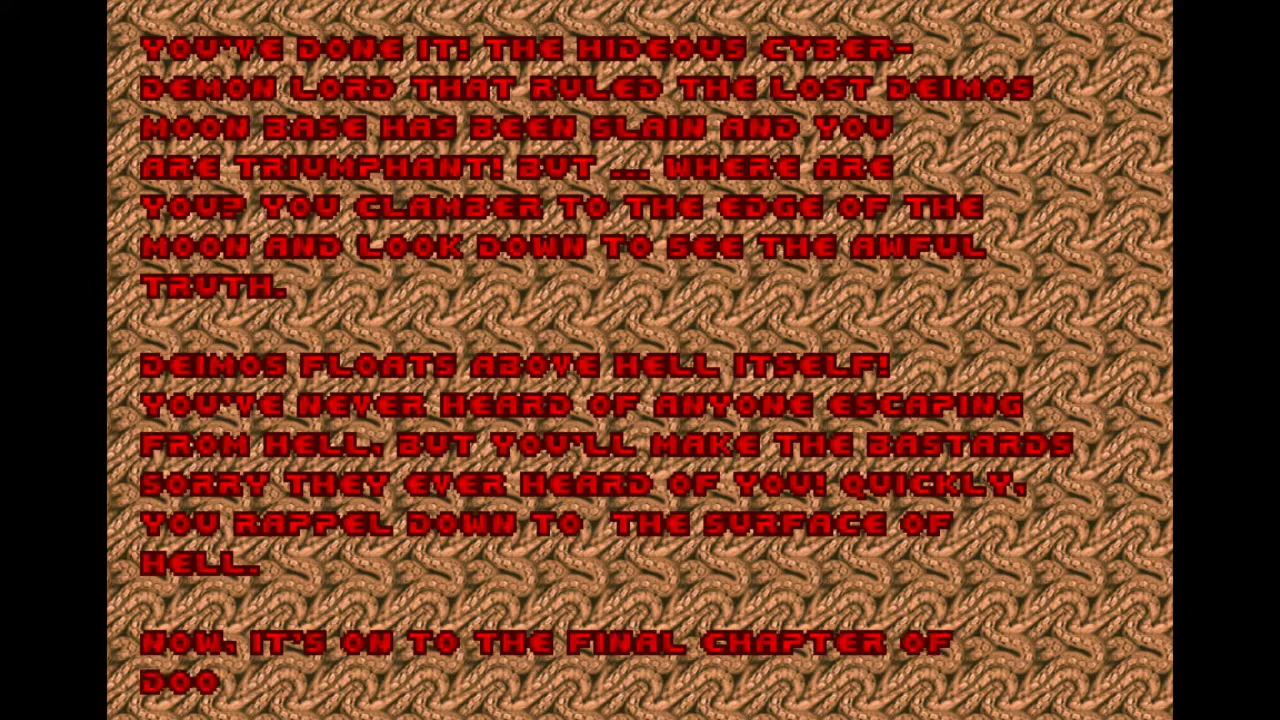 YOU'VE DONE IT! THE HIDEOUS CYBER-
DEMON LORD THAT RULED THE LOST DEIMOS
MOON BASE HAS BEEN SLAIN AND YOU
ARE TRIUMPHANT! BUT ... WHERE ARE
YOU? YOU CLAMBER TO THE EDGE OF THE
MOON AND LOOK DOWN TO SEE THE AWFUL
TRUTH.
DEIMOS FLOATS ABOVE HELL ITSELF!
YOU'VE NEVER HEARD OF ANYONE ESCAPING
FROM HELL, BUT YOU'LL MAKE THE BASTARDS
SORRY THEY EVER HEARD OF YOU! QUICKLY,
YOU RAPPEL DOWN TO  THE SURFACE OF
HELL.
NOW, IT'S ON TO THE FINAL CHAPTER OF
DOO